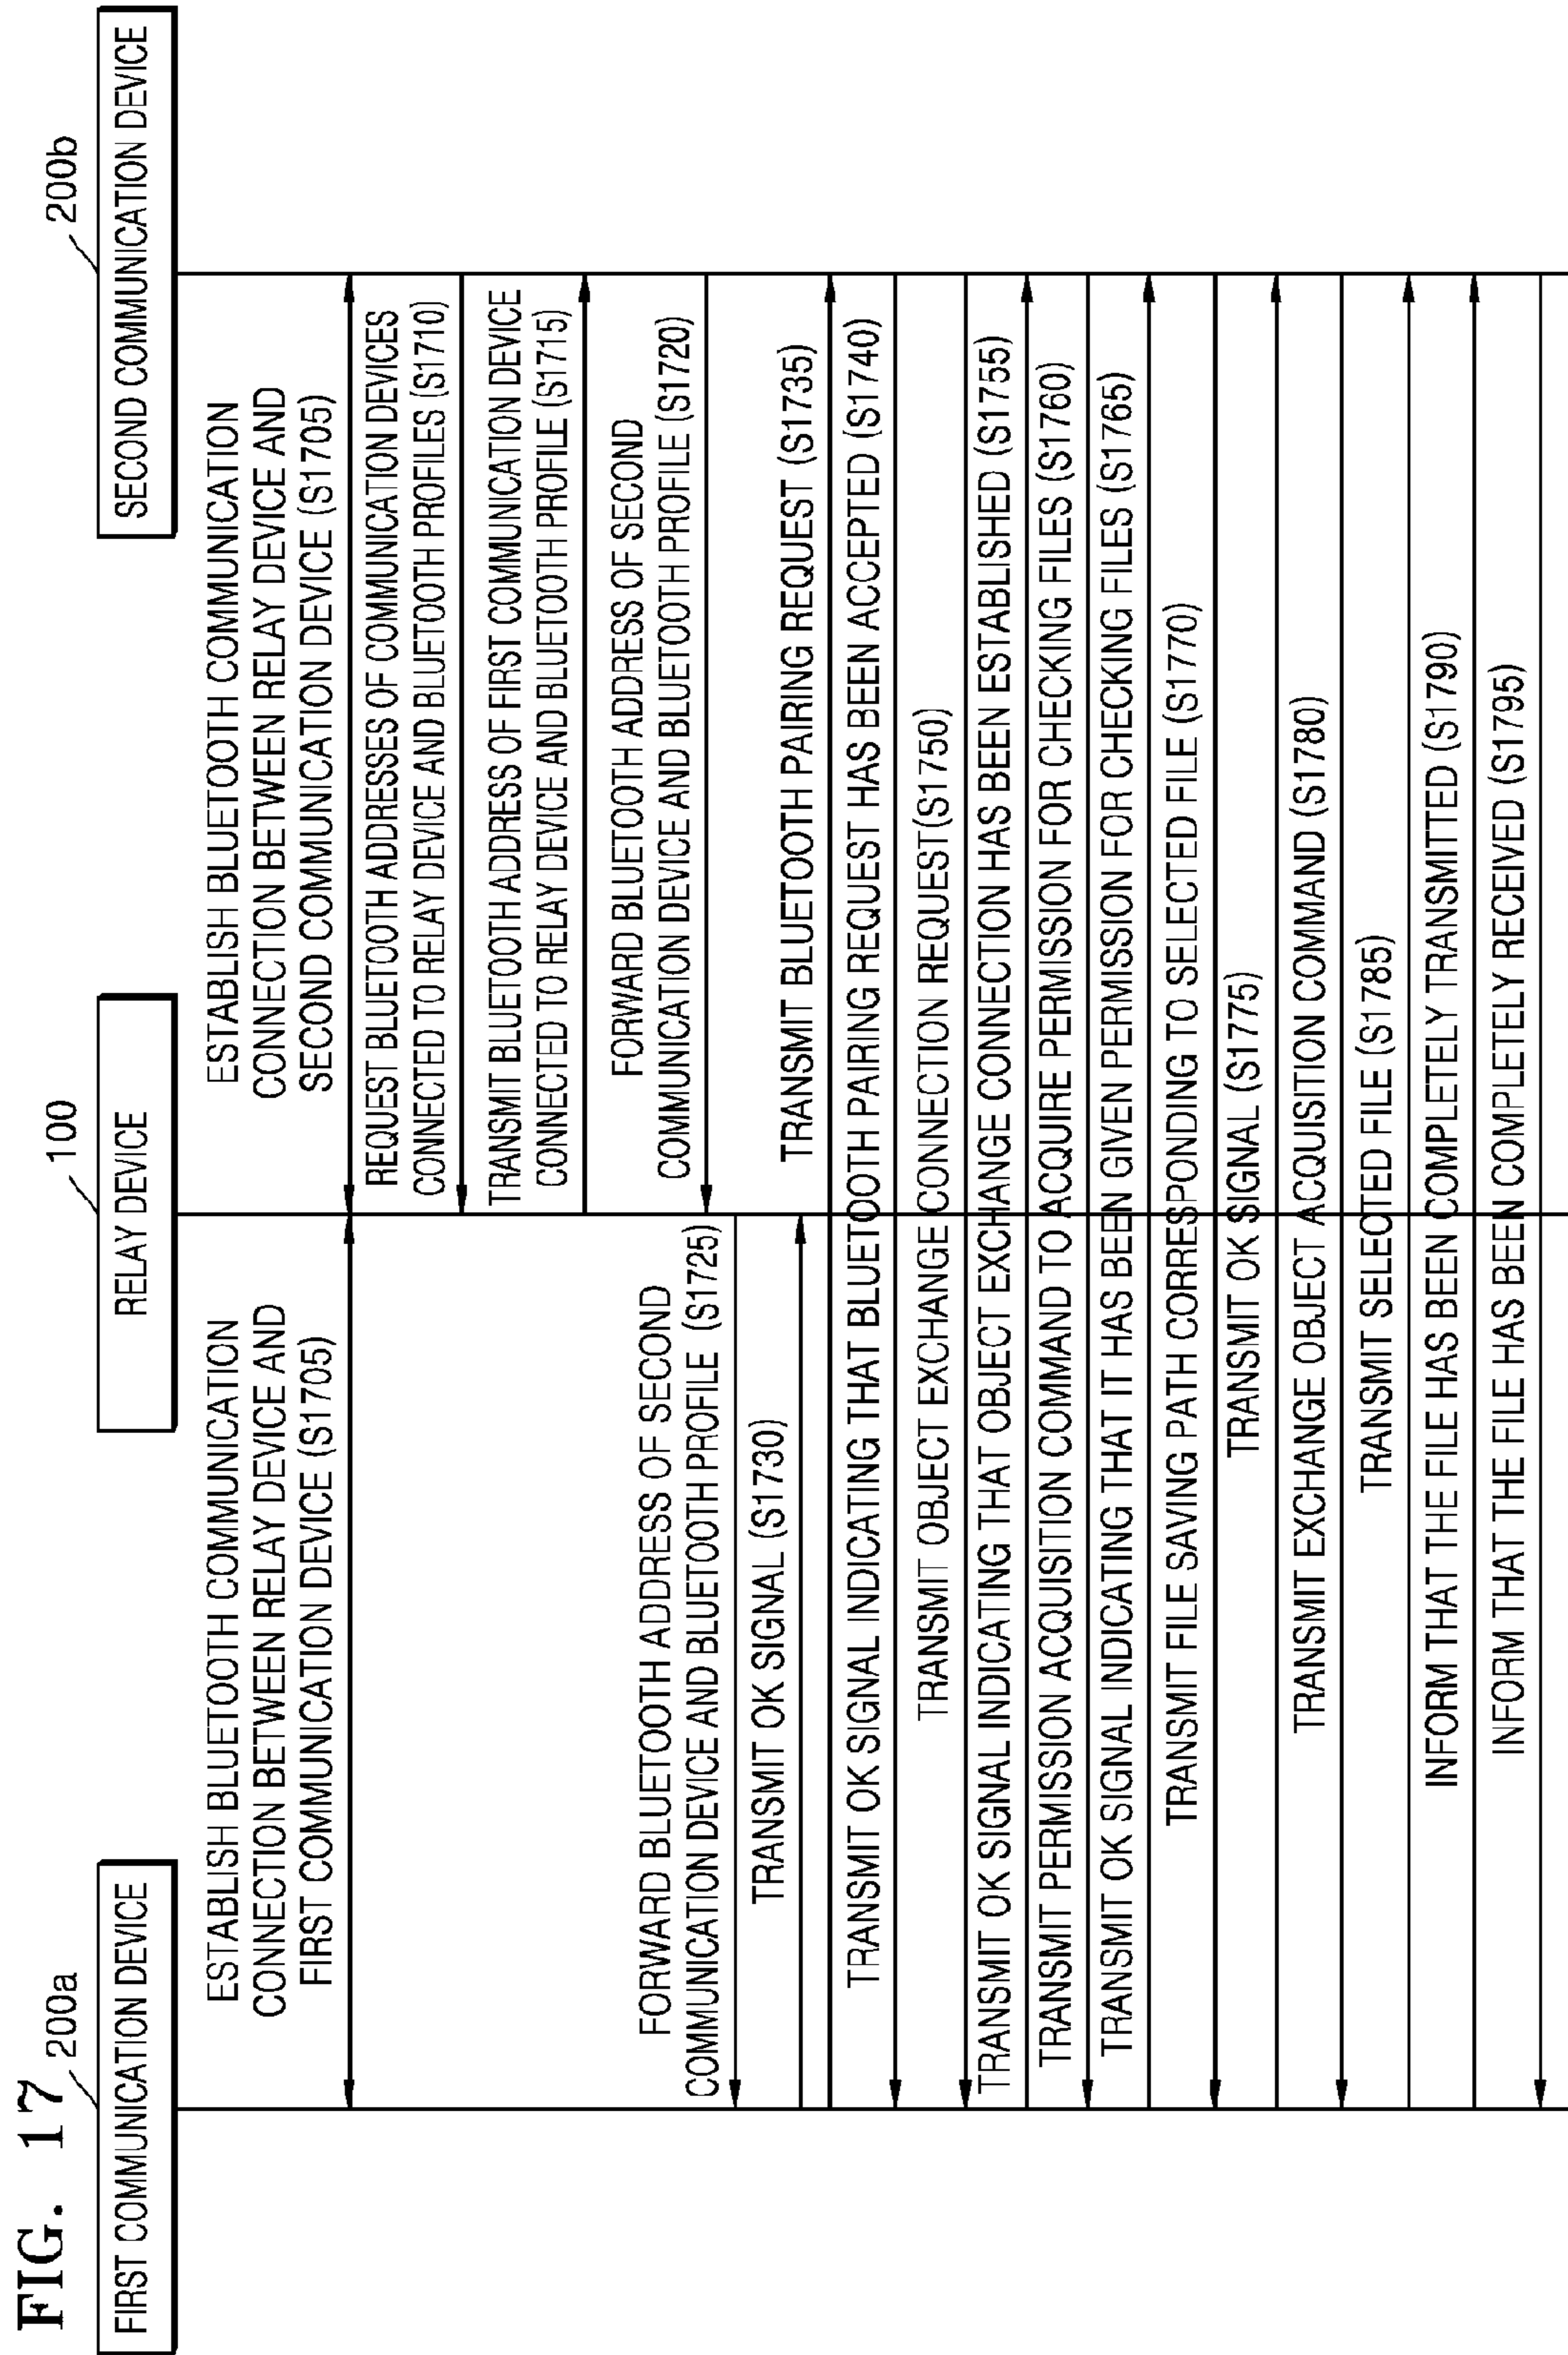 FIG. 17
200a
100
200b
FIRST COMMUNICATION DEVICE
RELAY DEVICE
SECOND COMMUNICATION DEVICE
ESTABLISH BLUETOOTH COMMUNICATION
CONNECTION BETWEEN RELAY DEVICE AND
FIRST COMMUNICATION DEVICE (S1705)
ESTABLISH BLUETOOTH COMMUNICATION
CONNECTION BETWEEN RELAY DEVICE AND
SECOND COMMUNICATION DEVICE (S1705)
REQUEST BLUETOOTH ADDRESSES OF COMMUNICATION DEVICES
CONNECTED TO RELAY DEVICE AND BLUETOOTH PROFILES (S1710)
TRANSMIT BLUETOOTH ADDRESS OF FIRST COMMUNICATION DEVICE
CONNECTED TO RELAY DEVICE AND BLUETOOTH PROFILE (S1715)
FORWARD BLUETOOTH ADDRESS OF SECOND
COMMUNICATION DEVICE AND BLUETOOTH PROFILE (S1720)
FORWARD BLUETOOTH ADDRESS OF SECOND
COMMUNICATION DEVICE AND BLUETOOTH PROFILE (S1725)
TRANSMIT OK SIGNAL (S1730)
TRANSMIT BLUETOOTH PAIRING REQUEST (S1735)
TRANSMIT OK SIGNAL INDICATING THAT BLUETOOTH PAIRING REQUEST HAS BEEN ACCEPTED (S1740)
TRANSMIT OBJECT EXCHANGE CONNECTION REQUEST(S1750)
TRANSMIT OK SIGNAL INDICATING THAT OBJECT EXCHANGE CONNECTION HAS BEEN ESTABLISHED (S1755)
TRANSMIT PERMISSION ACQUISITION COMMAND TO ACQUIRE PERMISSION FOR CHECKING FILES (S1760)
TRANSMIT OK SIGNAL INDICATING THAT IT HAS BEEN GIVEN PERMISSION FOR CHECKING FILES (S1765)
TRANSMIT FILE SAVING PATH CORRESPONDING TO SELECTED FILE (S1770)
TRANSMIT OK SIGNAL (S1775)
TRANSMIT EXCHANGE OBJECT ACQUISITION COMMAND (S1780)
TRANSMIT SELECTED FILE (S1785)
INFORM THAT THE FILE HAS BEEN COMPLETELY TRANSMITTED (S1790)
INFORM THAT THE FILE HAS BEEN COMPLETELY RECEIVED (S1795)